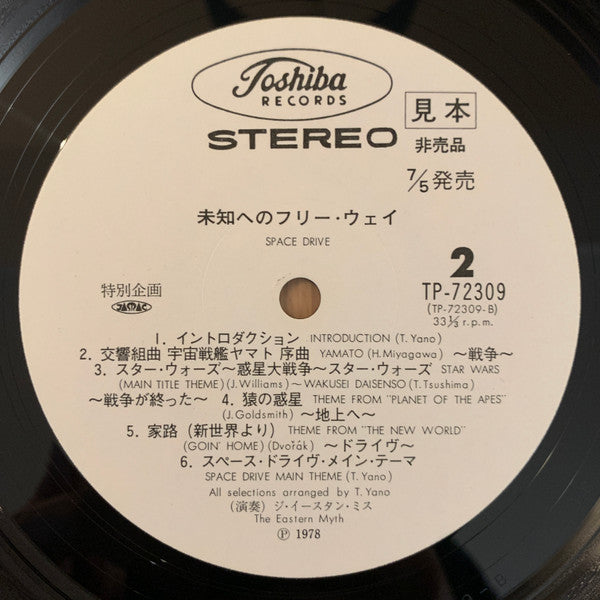 Toshiba
RECORDS
見本
STEREO
非売品
7/5発売
未知へのフリー・ウェイ
SPACE DRIVE
2
特別企画
TP-72309
JASRAC
(TP-72309-B)
33⅓ r.p.m.
1. イントロダクション INTRODUCTION (T. Yano)
2. 交響組曲 宇宙戦艦ヤマト 序曲 YAMATO (H. Miyagawa) ～戦争～
3. スター・ウォーズ～惑星大戦争～スター・ウォーズ STAR WARS
(MAIN TITLE THEME) (J. Williams) ～WAKUSEI DAISENSO (T. Tsushima)
～戦争が終った～ 4. 猿の惑星 THEME FROM "PLANET OF THE APES"
(J. Goldsmith) ～地上へ～
5. 家路 (新世界より) THEME FROM "THE NEW WORLD"
(GOIN' HOME) (Dvořák) ～ドライヴ～
6. スペース・ドライヴ・メイン・テーマ
SPACE DRIVE MAIN THEME (T. Yano)
All selections arranged by T. Yano
(演奏) ジ・イースタン・ミス
The Eastern Myth
Ⓟ 1978